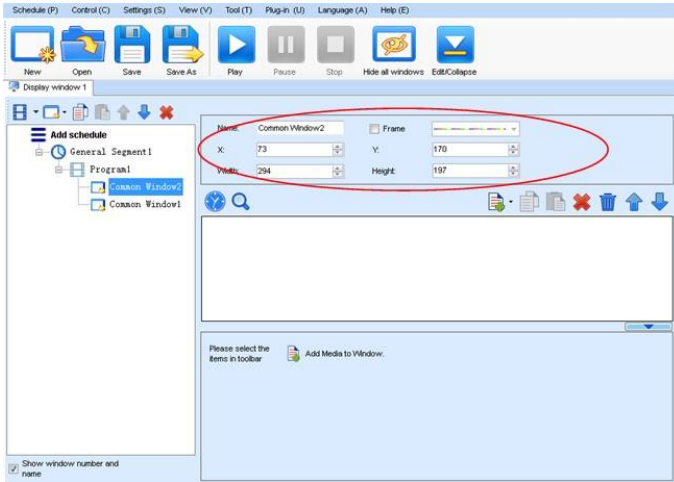 Schedule (P) Control (C) Settings (S) View (V) Tool (T) Plug-in (U) Language (A) Help (E)
New Open Save Save As Play Pause Stop Hide all windows Edit/Collapse
Display window 1
Add schedule
General Segment1
Program1
Common Window2
Common Window1
Name: Common Window2 Frame
X: 73 Y: 170
Width: 294 Height: 197
Please select the
items in toolbar
Add Media to Window.
Show window number and
name